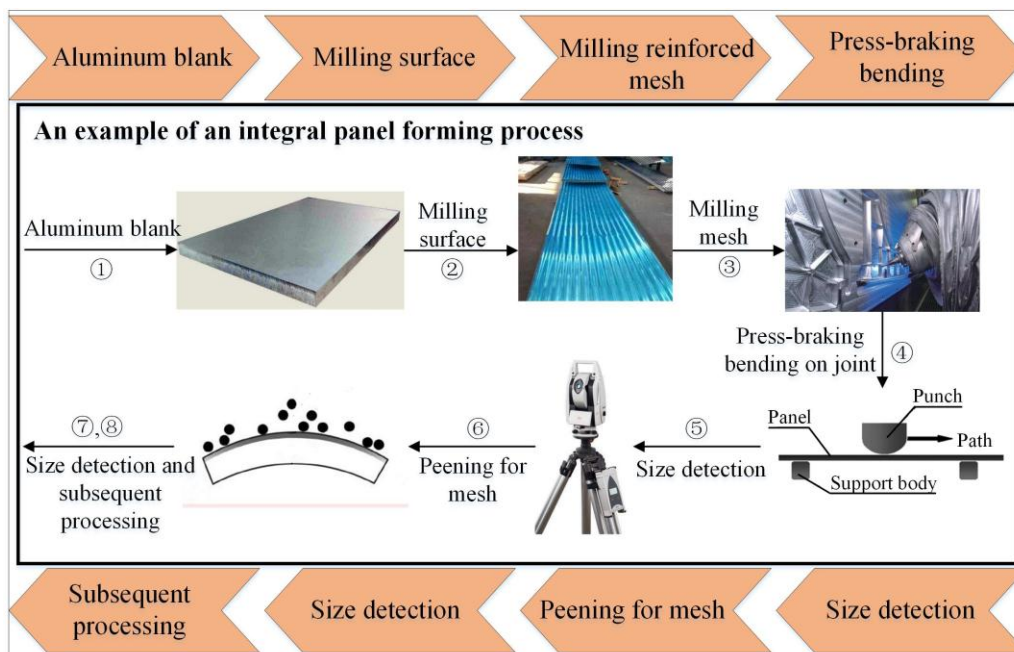 Aluminum blank
Milling surface
Milling reinforced
mesh
Press-braking
bending
An example of an integral panel forming process
Aluminum blank
①
Milling
surface
②
Milling
mesh
③
Press-braking
bending on joint
④
Punch
Panel
Path
Support body
⑤
Size detection
⑥
Peening for
mesh
⑦,⑧
Size detection and
subsequent
processing
Subsequent
processing
Size detection
Peening for mesh
Size detection